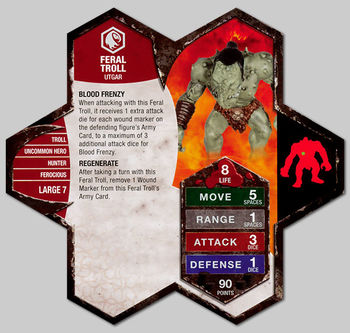 FERAL
TROLL
UTGAR
BLOOD FRENZY
When attacking with this Feral
Troll, it receives 1 extra attack
die for each wound marker on
the defending figure's Army
Card, to a maximum of 3
additional attack dice for
Blood Frenzy.
REGENERATE
After taking a turn with this
Feral Troll, remove 1 Wound
Marker from this Feral Troll's
Army Card.
TROLL
UNCOMMON HERO
HUNTER
FEROCIOUS
LARGE 7
8
LIFE
MOVE 5
SPACES
RANGE 1
SPACES
ATTACK 3
DICE
DEFENSE 1
DICE
90
POINTS